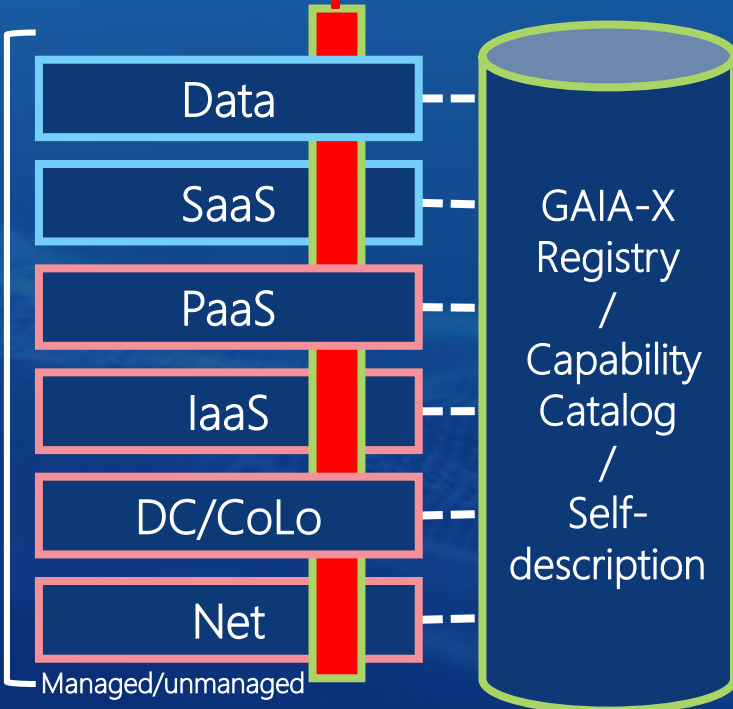 Data
SaaS
PaaS
IaaS
DC/CoLo
Net
Managed/unmanaged
GAIA-X
Registry
/
Capability
Catalog
/
Self-
description